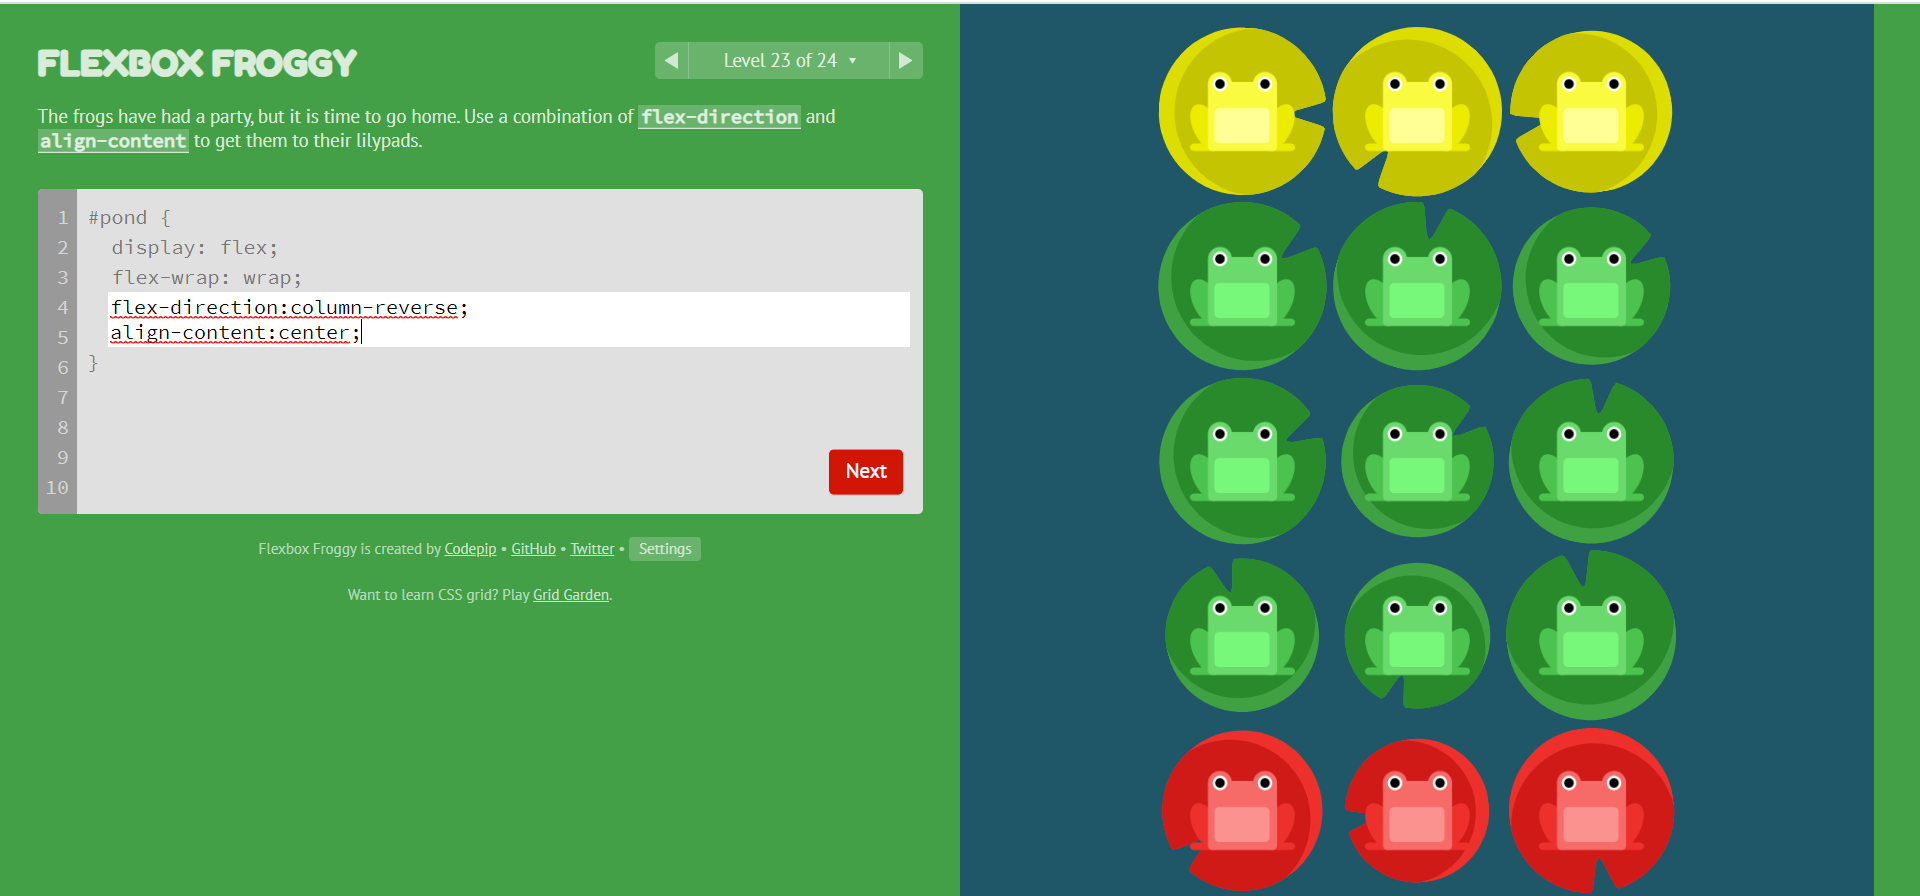 FLEXBOX FROGGY
Level 23 of 24
The frogs have had a party, but it is time to go home. Use a combination of flex-direction and
align-content to get them to their lilypads.
1 #pond {
2 display: flex;
3 flex-wrap: wrap;
4 flex-direction:column-reverse;
5 align-content:center;
6 }
7
8
9
10
Next
Flexbox Froggy is created by Codepip • GitHub • Twitter • Settings
Want to learn CSS grid? Play Grid Garden.